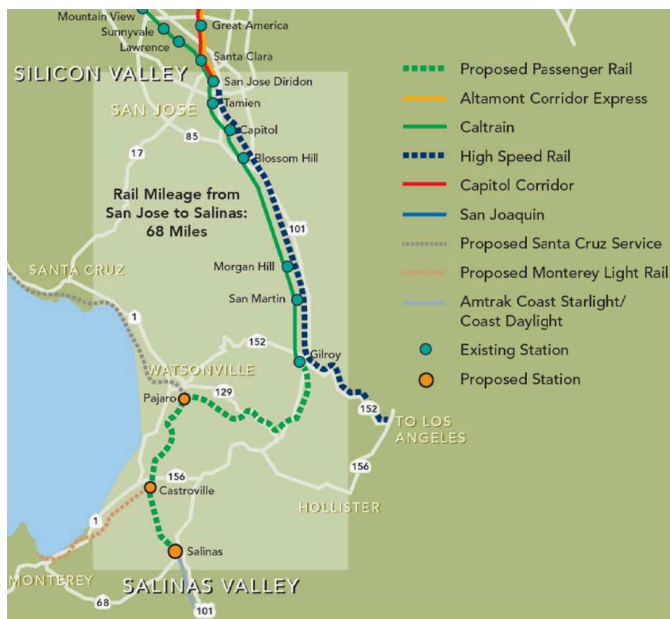 Mountain View
Great America
Sunnyvale
Lawrence
Santa Clara
SILICON VALLEY
San Jose Diridon
SAN JOSE
Tamien
Capitol
85
17
Blossom Hill
Rail Mileage from
San Jose to Salinas:
68 Miles
101
Morgan Hill
SANTA CRUZ
San Martin
1
152
Gilroy
WATSONVILLE
129
Pajaro
152
TO LOS
ANGELES
156
156
Castroville
HOLLISTER
1
Salinas
MONTEREY
SALINAS VALLEY
68
101
Proposed Passenger Rail
Altamont Corridor Express
Caltrain
High Speed Rail
Capitol Corridor
San Joaquin
Proposed Santa Cruz Service
Proposed Monterey Light Rail
Amtrak Coast Starlight/
Coast Daylight
Existing Station
Proposed Station